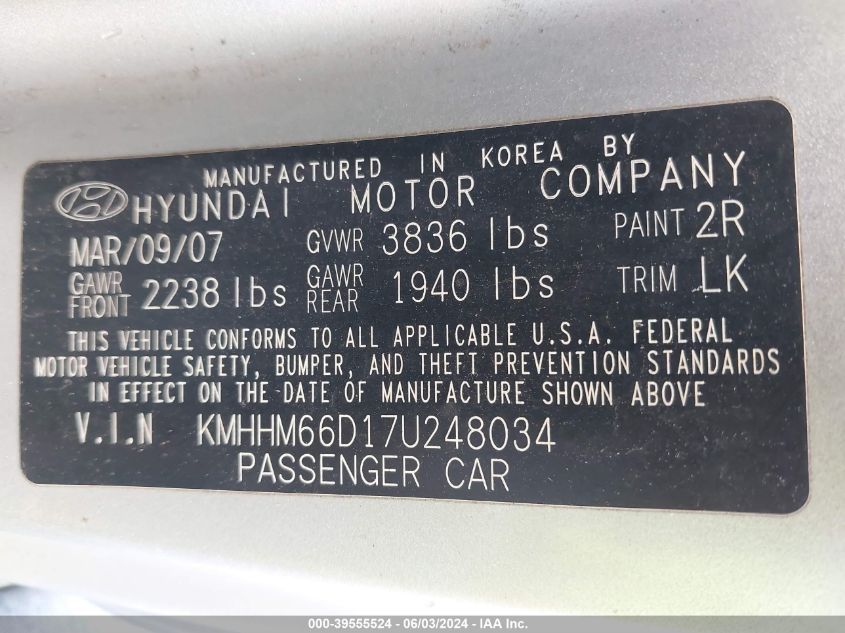 MANUFACTURED IN KOREA BY
HYUNDAI MOTOR COMPANY
MAR/09/07 GVWR 3836 lbs PAINT 2R
GAWR FRONT 2238 lbs GAWR REAR 1940 lbs TRIM LK
THIS VEHICLE CONFORMS TO ALL APPLICABLE U.S.A. FEDERAL
MOTOR VEHICLE SAFETY, BUMPER, AND THEFT PREVENTION STANDARDS
IN EFFECT ON THE DATE OF MANUFACTURE SHOWN ABOVE
V.I.N KMHHM66D17U248034
PASSENGER CAR
000-39555524 - 06/03/2024 - IAA Inc.